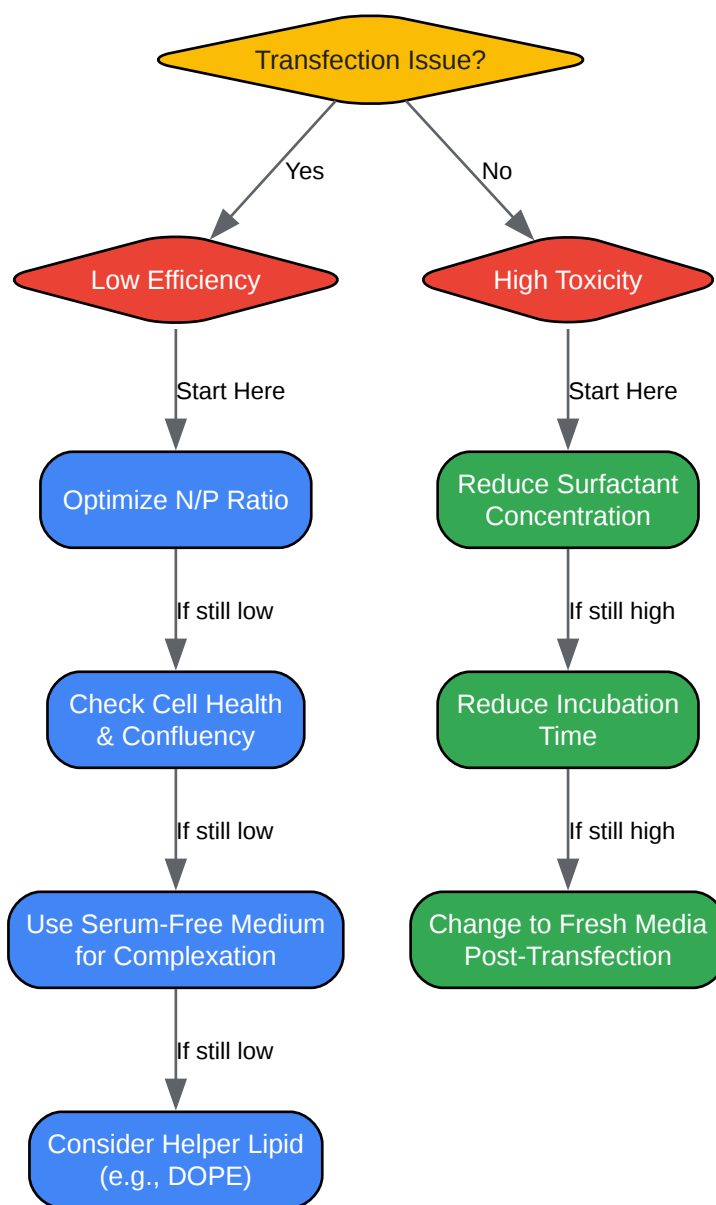 Transfection Issue?
Yes
No
Low Efficiency
High Toxicity
Start Here
Start Here
Optimize N/P Ratio
Reduce Surfactant
Concentration
If still low
If still high
Check Cell Health
& Confluency
Reduce Incubation
Time
If still low
If still high
Use Serum-Free Medium
for Complexation
Change to Fresh Media
Post-Transfection
If still low
Consider Helper Lipid
(e.g., DOPE)